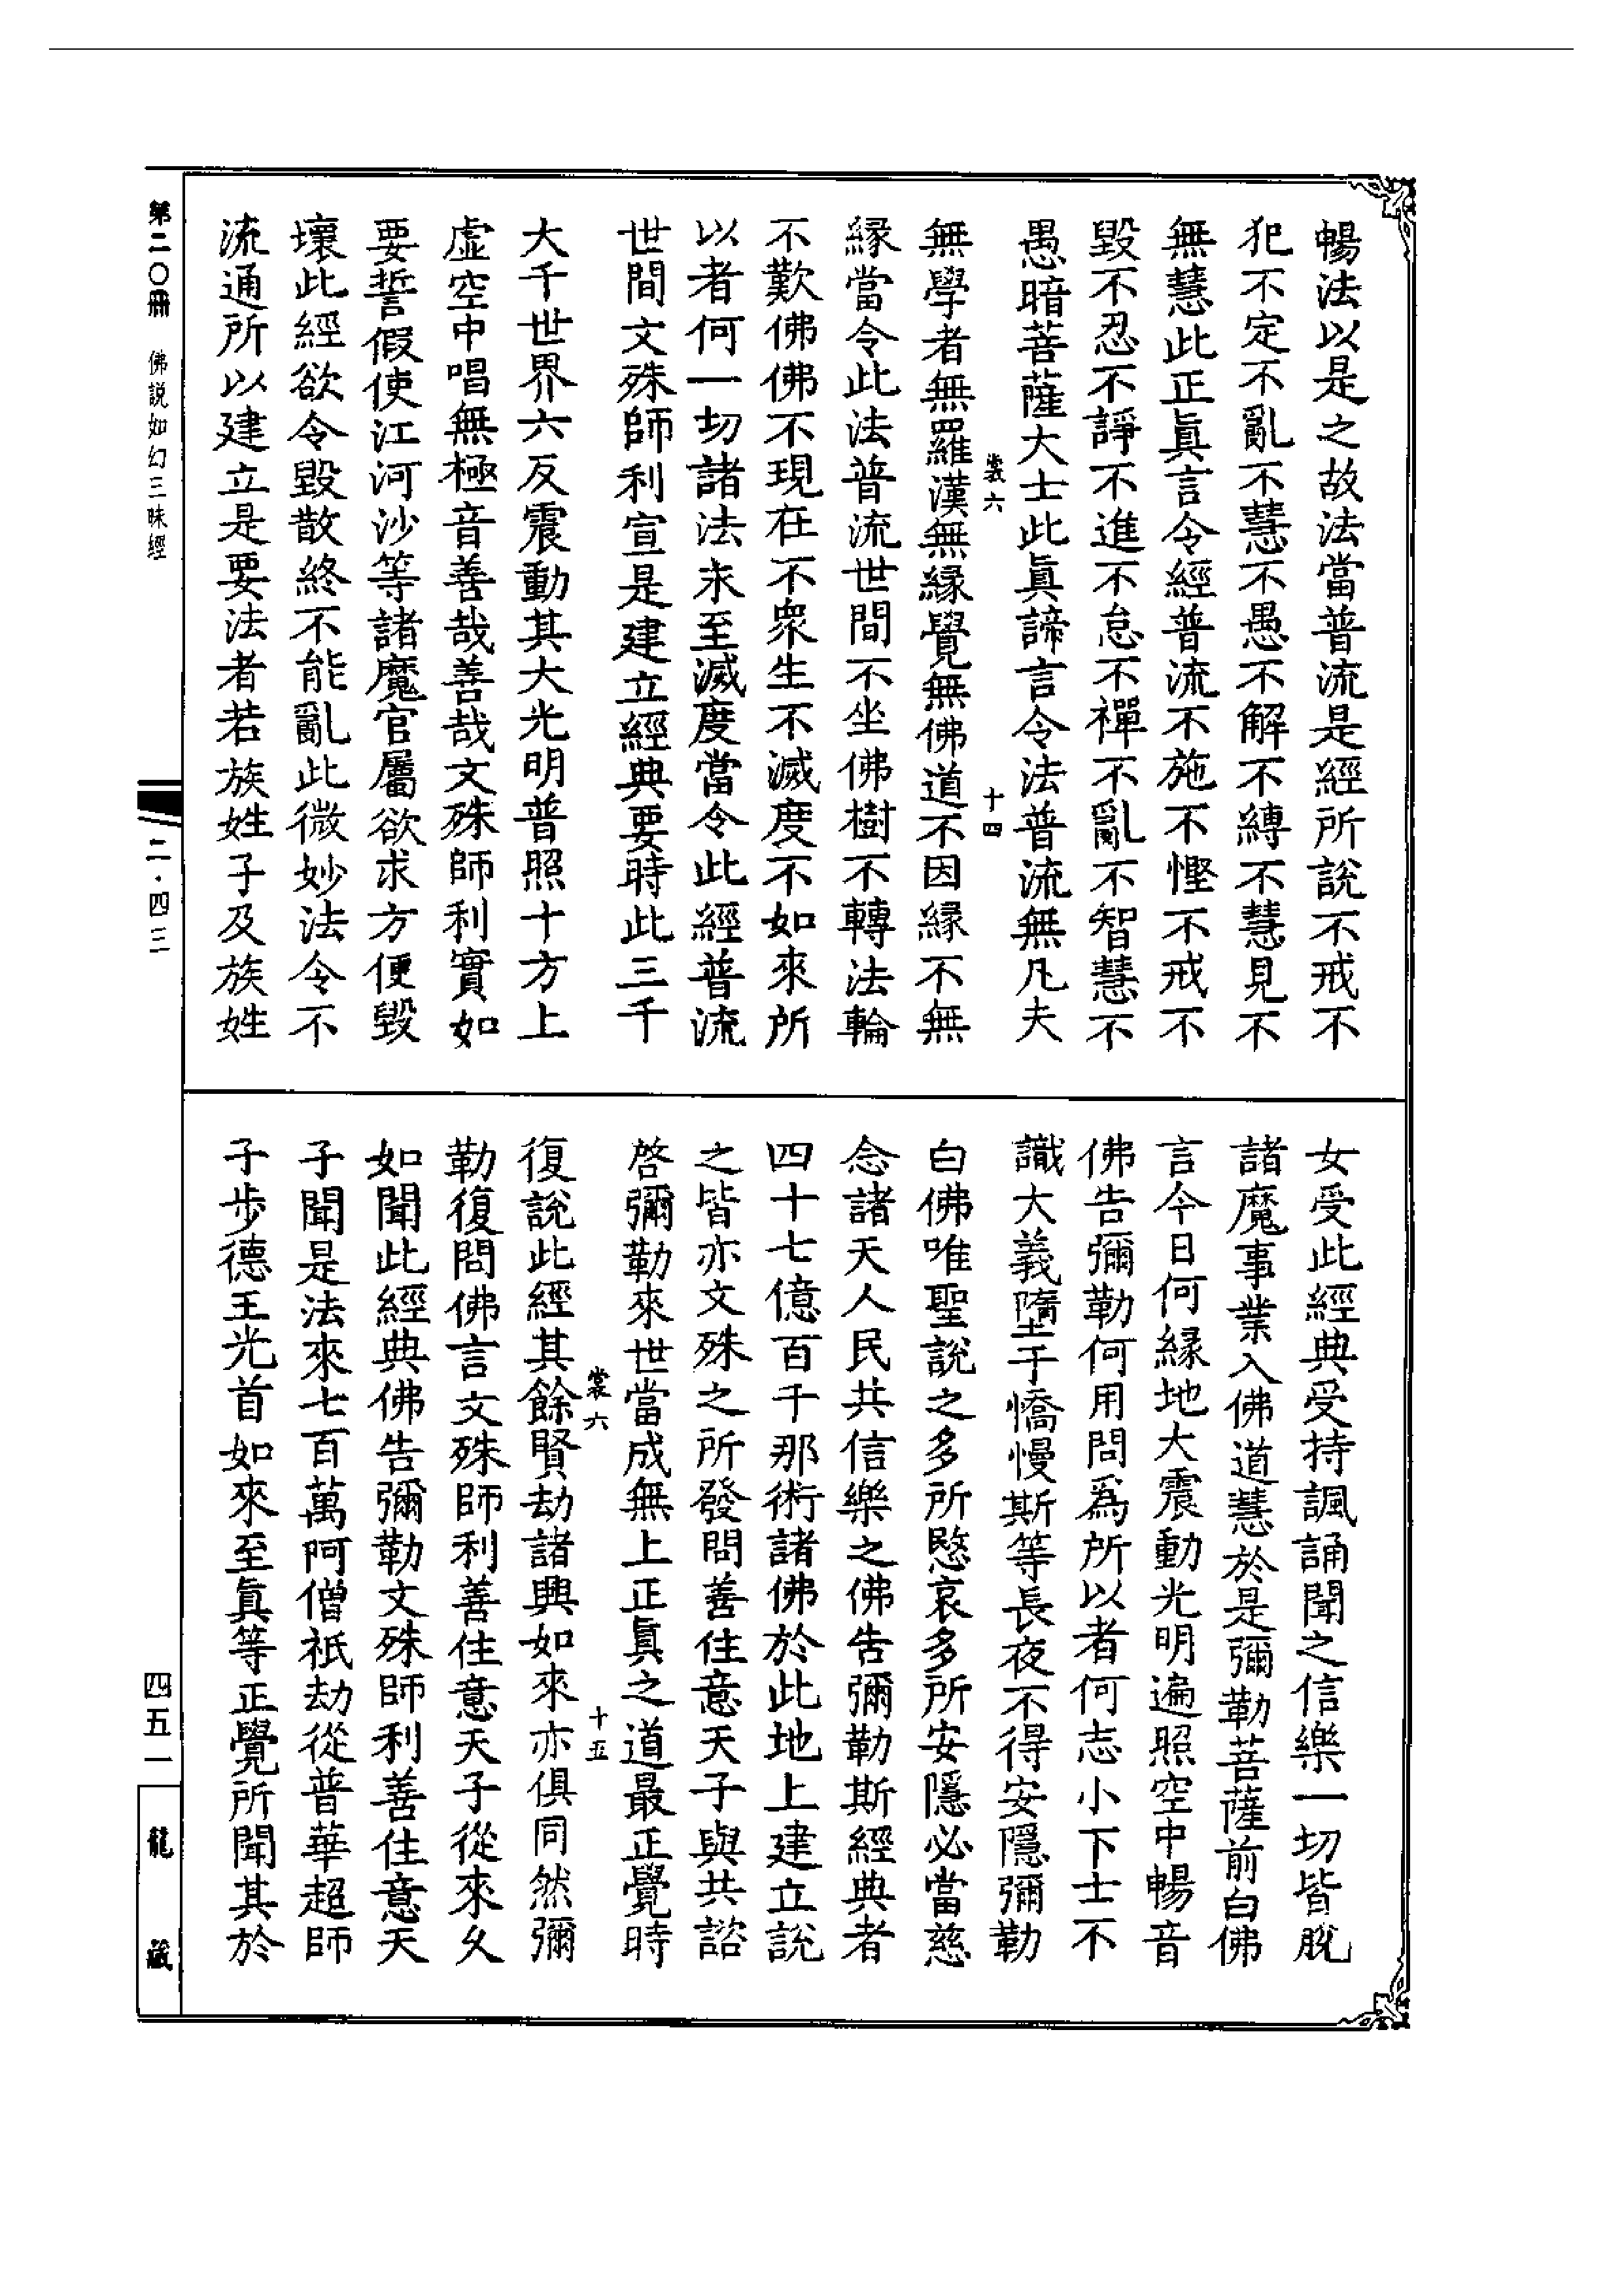 暢法以是之故法當普流是經所說不戒不
犯不定不亂不慧不愚不解不縛不慧見不
無慧此正眞言令經普流不施不慳不戒不
毀不忍不諍不進不怠不禪不亂不智慧不
愚暗菩薩大士此眞諦言令法普流無凡夫
裳六 十四
無學者無羅漢無緣覺無佛道不因緣不無
緣當令此法普流世間不坐佛樹不轉法輪
不歎佛佛不現在不衆生不滅度不如來所
以者何一切諸法未至滅度當令此經普流
世間文殊師利宣是建立經典要時此三千
大千世界六反震動其大光明普照十方上
虛空中唱無極音善哉善哉文殊師利實如
要誓假使江河沙等諸魔官屬欲求方便毀
壞此經欲令毀散終不能亂此微妙法令不
流通所以建立是要法者若族姓子及族姓
女受此經典受持諷誦聞之信樂一切皆脫
諸魔事業入佛道慧於是彌勒菩薩前白佛
言今日何緣地大震動光明遍照空中暢音
佛告彌勒何用問爲所以者何志小下士不
識大義墮于憍慢斯等長夜不得安隱彌勒
白佛唯聖說之多所愍哀多所安隱必當慈
念諸天人民共信樂之佛告彌勒斯經典者
四十七億百千那術諸佛於此地上建立說
之皆亦文殊之所發問善住意天子與共諮
啓彌勒來世當成無上正眞之道最正覺時
裳六 十五
復說此經其餘賢劫諸興如來亦俱同然彌
勒復問佛言文殊師利善住意天子從來久
如聞此經典佛告彌勒文殊師利善住意天
子聞是法來七百萬阿僧祇劫從普華超師
子步德王光首如來至眞等正覺所聞其於
第二〇冊 佛説如幻三昧經
二·四三
四五一
龍藏